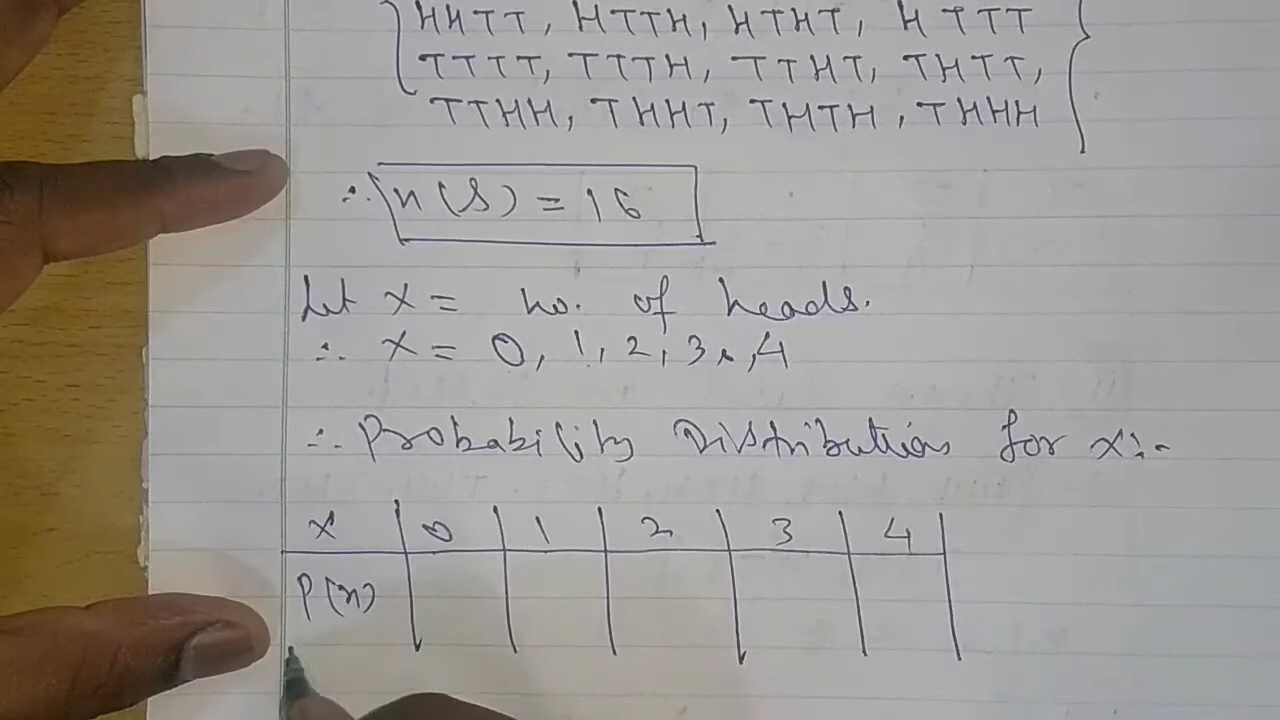 HHTT, HTTH, HTHT, HTTT
TTTT, TTTH, TTHT, THTT,
TTHH, THHT, THTH, THHH
∴ n(S) = 16
Let X = no. of heads.
∴ X = 0, 1, 2, 3, 4
∴ Probability Distribution for x:-
X 0 1 2 3 4
P(x)